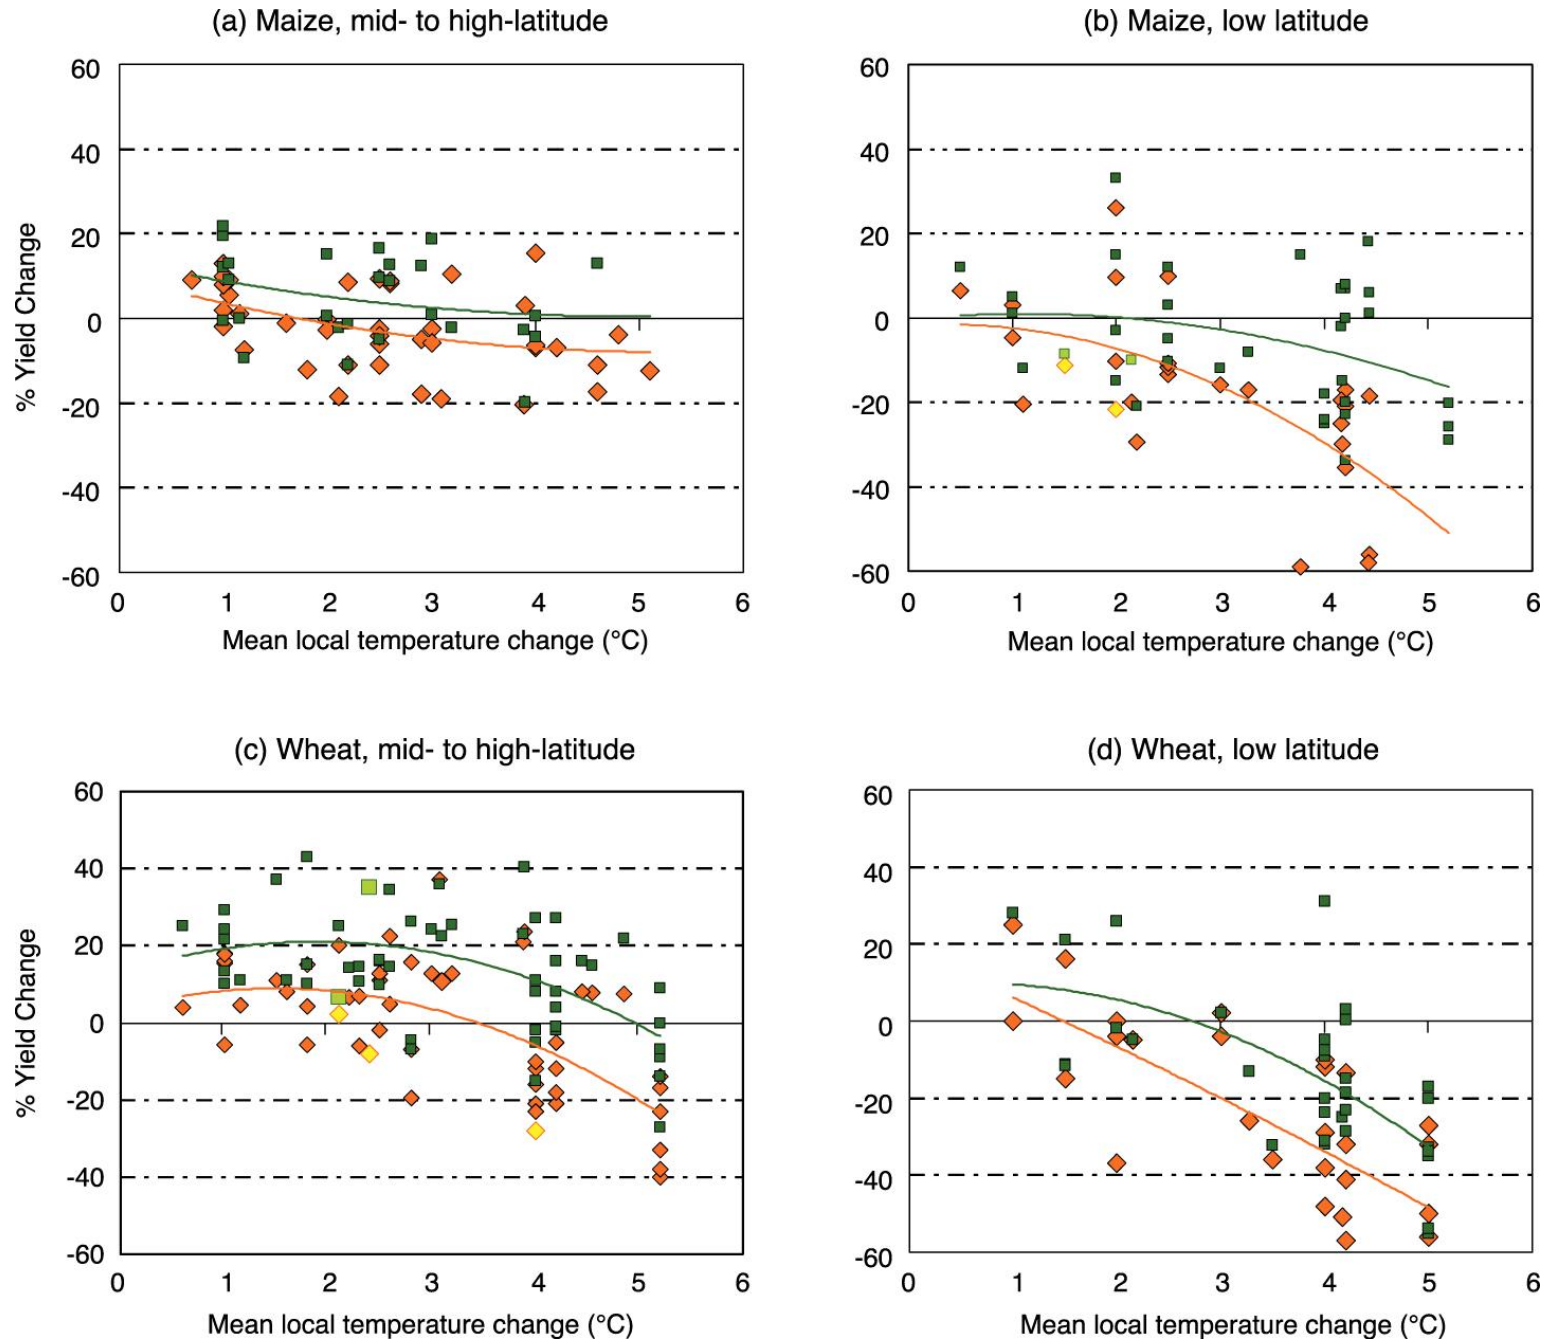 (a) Maize, mid- to high-latitude
60
40
20
0
-20
-40
-60
0 1 2 3 4 5 6
% Yield Change
Mean local temperature change (°C)
(b) Maize, low latitude
60
40
20
0
-20
-40
-60
0 1 2 3 4 5 6
Mean local temperature change (°C)
(c) Wheat, mid- to high-latitude
60
40
20
0
-20
-40
-60
0 1 2 3 4 5 6
% Yield Change
Mean local temperature change (°C)
(d) Wheat, low latitude
60
40
20
0
-20
-40
-60
0 1 2 3 4 5 6
Mean local temperature change (°C)